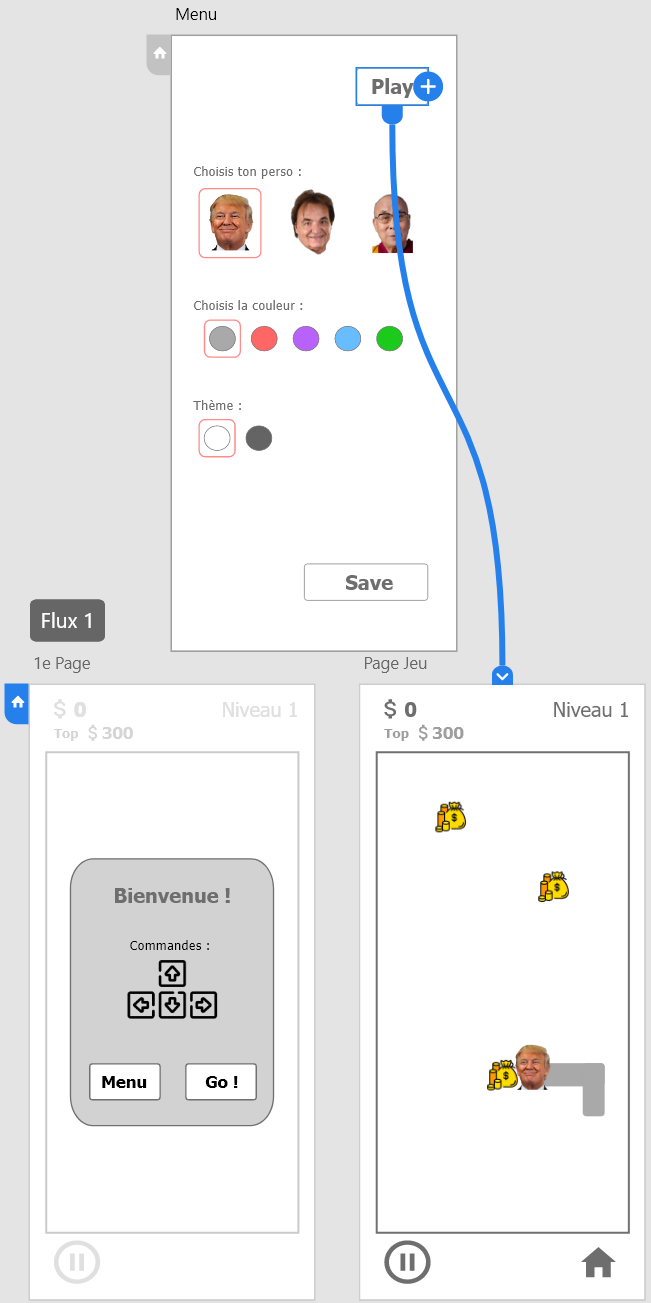 Menu
Play
Choisis ton perso :
Choisis la couleur :
Thème :
Save
Flux 1
1e Page
$ 0
Niveau 1
Top $ 300
Bienvenue !
Commandes :
Menu
Go !
Page Jeu
$ 0
Niveau 1
Top $ 300